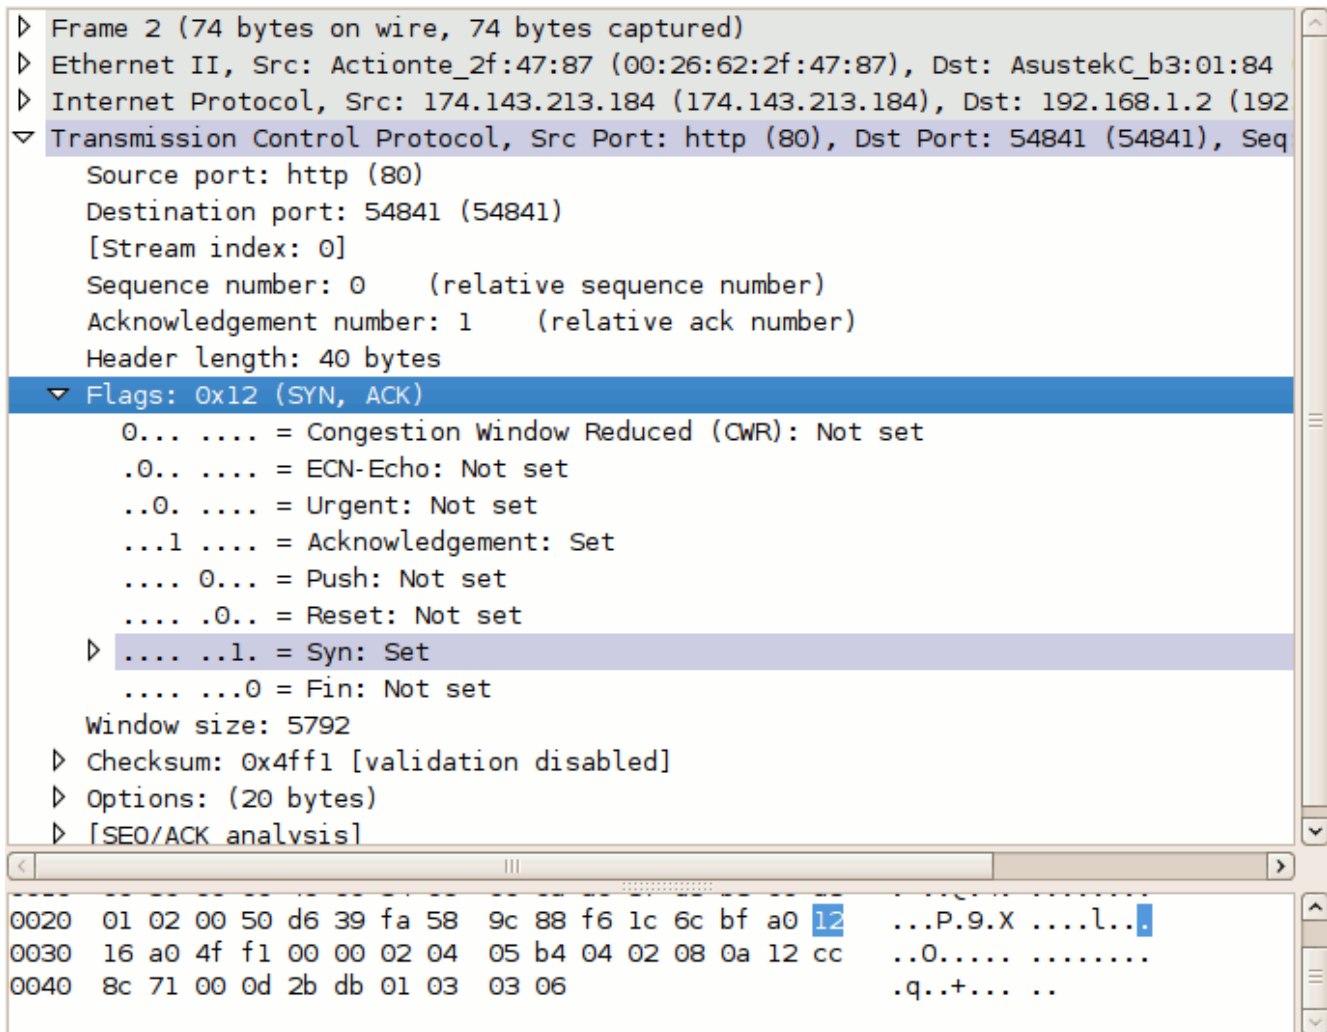 Frame 2 (74 bytes on wire, 74 bytes captured)
Ethernet II, Src: Actionte_2f:47:87 (00:26:62:2f:47:87), Dst: AsustekC_b3:01:84
Internet Protocol, Src: 174.143.213.184 (174.143.213.184), Dst: 192.168.1.2 (192.
Transmission Control Protocol, Src Port: http (80), Dst Port: 54841 (54841), Seq:
Source port: http (80)
Destination port: 54841 (54841)
[Stream index: 0]
Sequence number: 0    (relative sequence number)
Acknowledgement number: 1    (relative ack number)
Header length: 40 bytes
Flags: 0x12 (SYN, ACK)
0... .... = Congestion Window Reduced (CWR): Not set
.0.. .... = ECN-Echo: Not set
..0. .... = Urgent: Not set
...1 .... = Acknowledgement: Set
.... 0... = Push: Not set
.... .0.. = Reset: Not set
.... ..1. = Syn: Set
.... ...0 = Fin: Not set
Window size: 5792
Checksum: 0x4ff1 [validation disabled]
Options: (20 bytes)
[SEQ/ACK analysis]
0020  01 02 00 50 d6 39 fa 58  9c 88 f6 1c 6c bf a0 12   ...P.9.X ....l...
0030  16 a0 4f f1 00 00 02 04  05 b4 04 02 08 0a 12 cc   ..O..... ........
0040  8c 71 00 0d 2b db 01 03  03 06   .q..+... ..